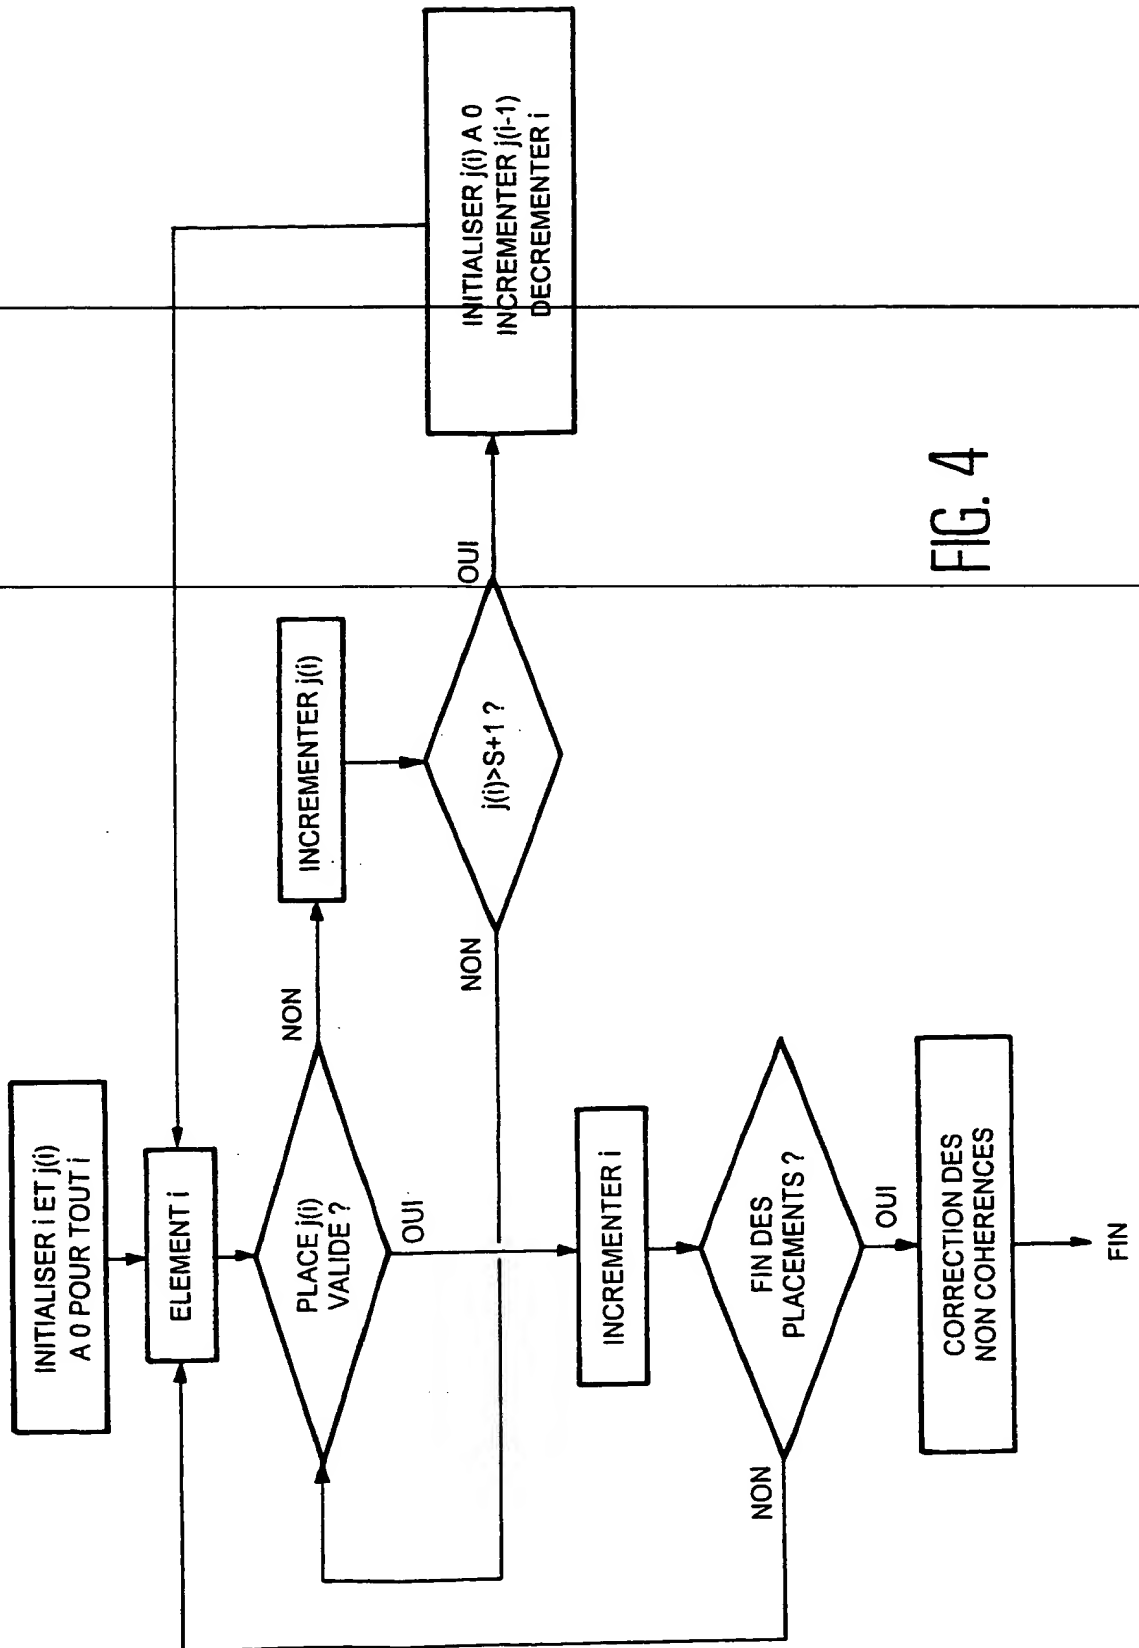 INITIALISER i ET j(i)
A 0 POUR TOUT i
ELEMENT i
PLACE j(i)
VALIDE ?
NON
OUI
INCREMENTER j(i)
j(i)>S+1 ?
NON
OUI
INITIALISER j(i) A 0
INCREMENTER j(i-1)
DECREMENTER i
INCREMENTER i
FIN DES
PLACEMENTS ?
NON
OUI
CORRECTION DES
NON COHERENCES
FIN
FIG. 4